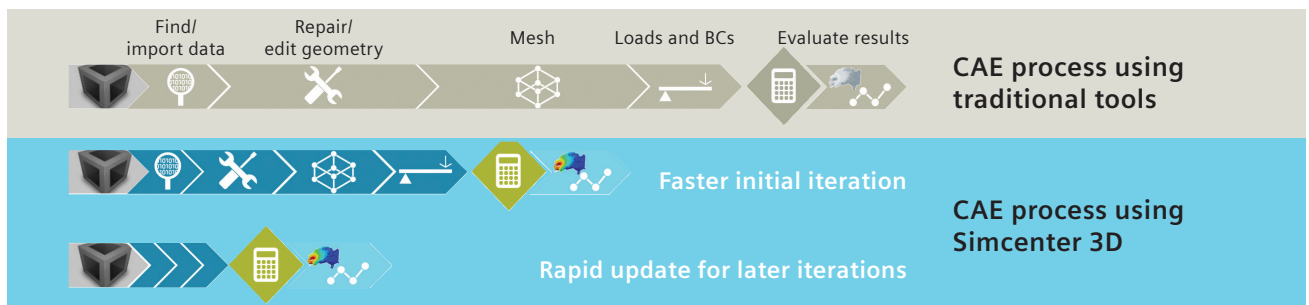 Find/
import data
Repair/
edit geometry
Mesh
Loads and BCs
Evaluate results
CAE process using
traditional tools
Faster initial iteration
CAE process using
Simcenter 3D
Rapid update for later iterations